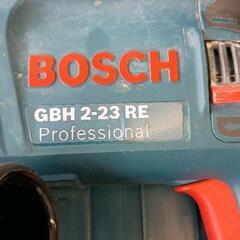 BOSCH
GBH 2-23 RE
Professional